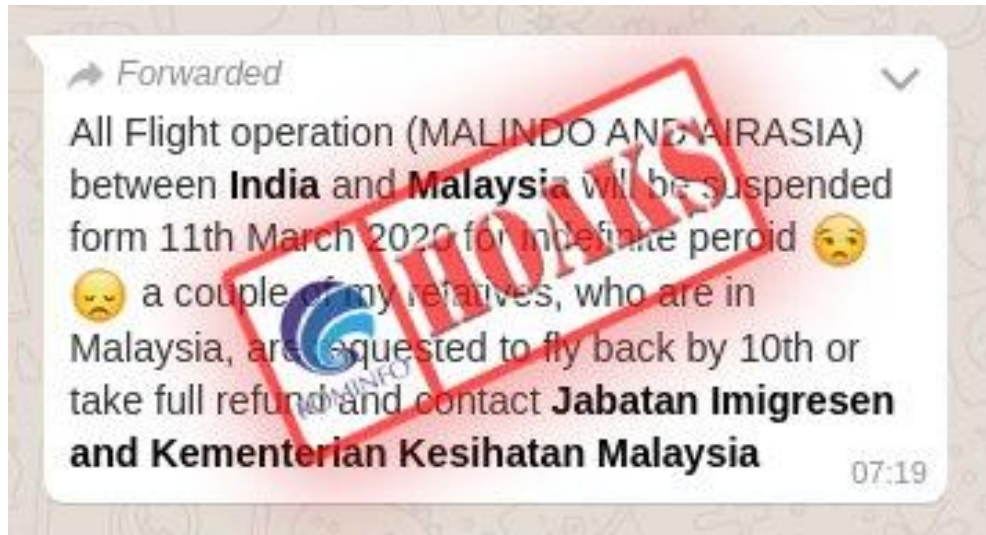 Forwarded
All Flight operation (MALINDO AND AIRASIA)
between India and Malaysia will be suspended
form 11th March 2020 for indefinite peroid
a couple of my relatives, who are in
Malaysia, are requested to fly back by 10th or
take full refund and contact Jabatan Imigresen
and Kementerian Kesihatan Malaysia
07:19
HOAKS
KOMINFO